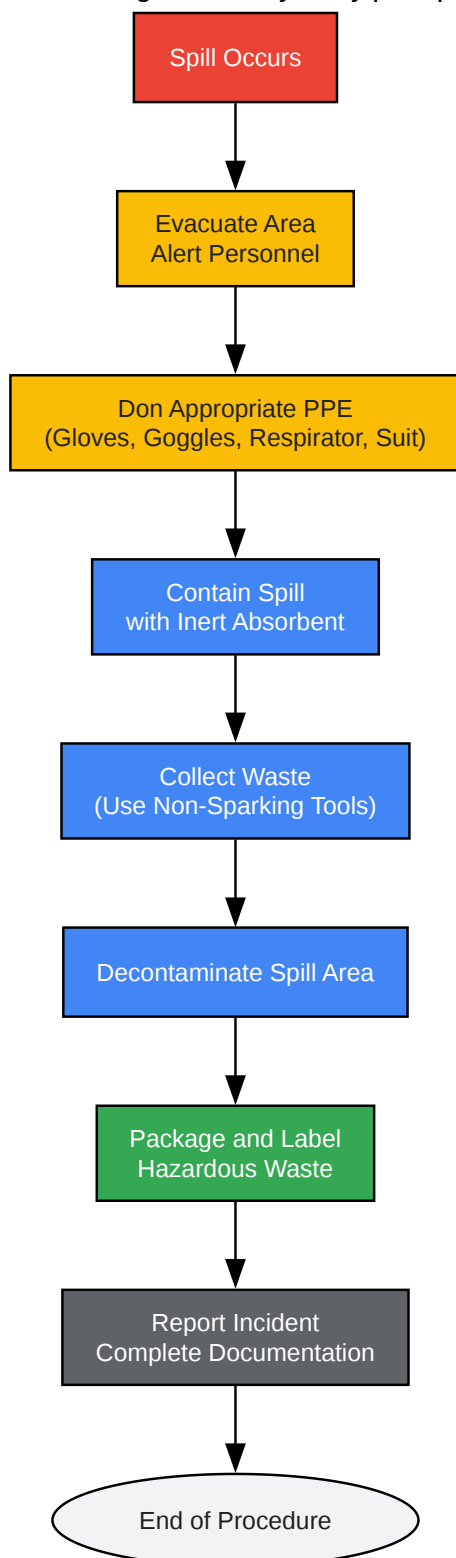 Spill Occurs
Evacuate Area
Alert Personnel
Don Appropriate PPE
(Gloves, Goggles, Respirator, Suit)
Contain Spill
with Inert Absorbent
Collect Waste
(Use Non-Sparking Tools)
Decontaminate Spill Area
Package and Label
Hazardous Waste
Report Incident
Complete Documentation
End of Procedure